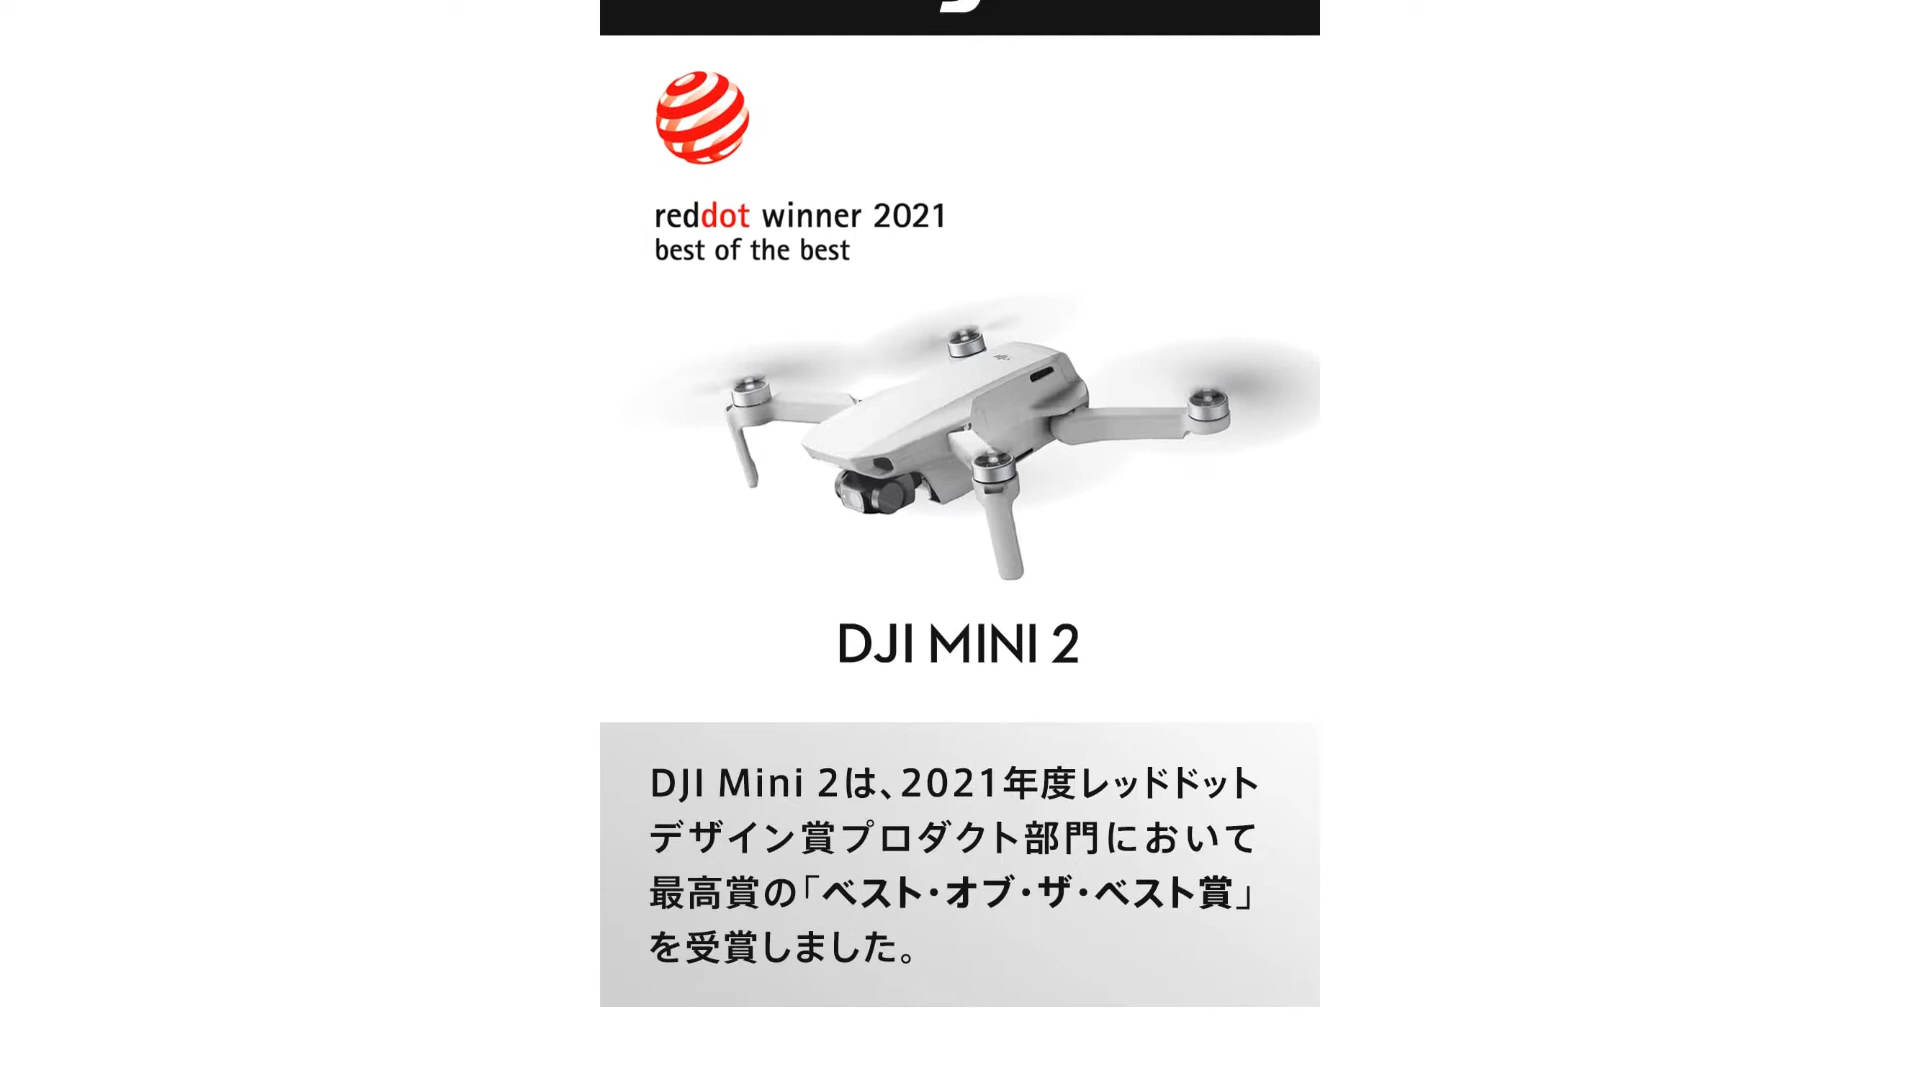 reddot winner 2021
best of the best
DJI MINI 2
DJI Mini 2は、2021年度レッドドット
デザイン賞プロダクト部門において
最高賞の「ベスト・オブ・ザ・ベスト賞」
を受賞しました。